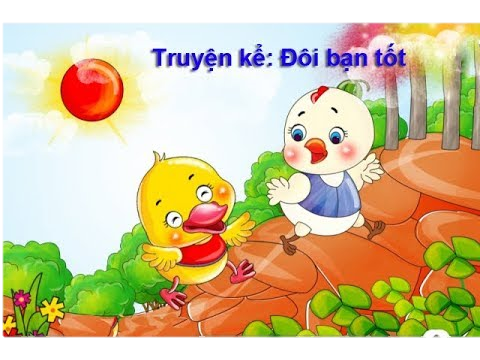 Truyện kể: Đôi bạn tốt